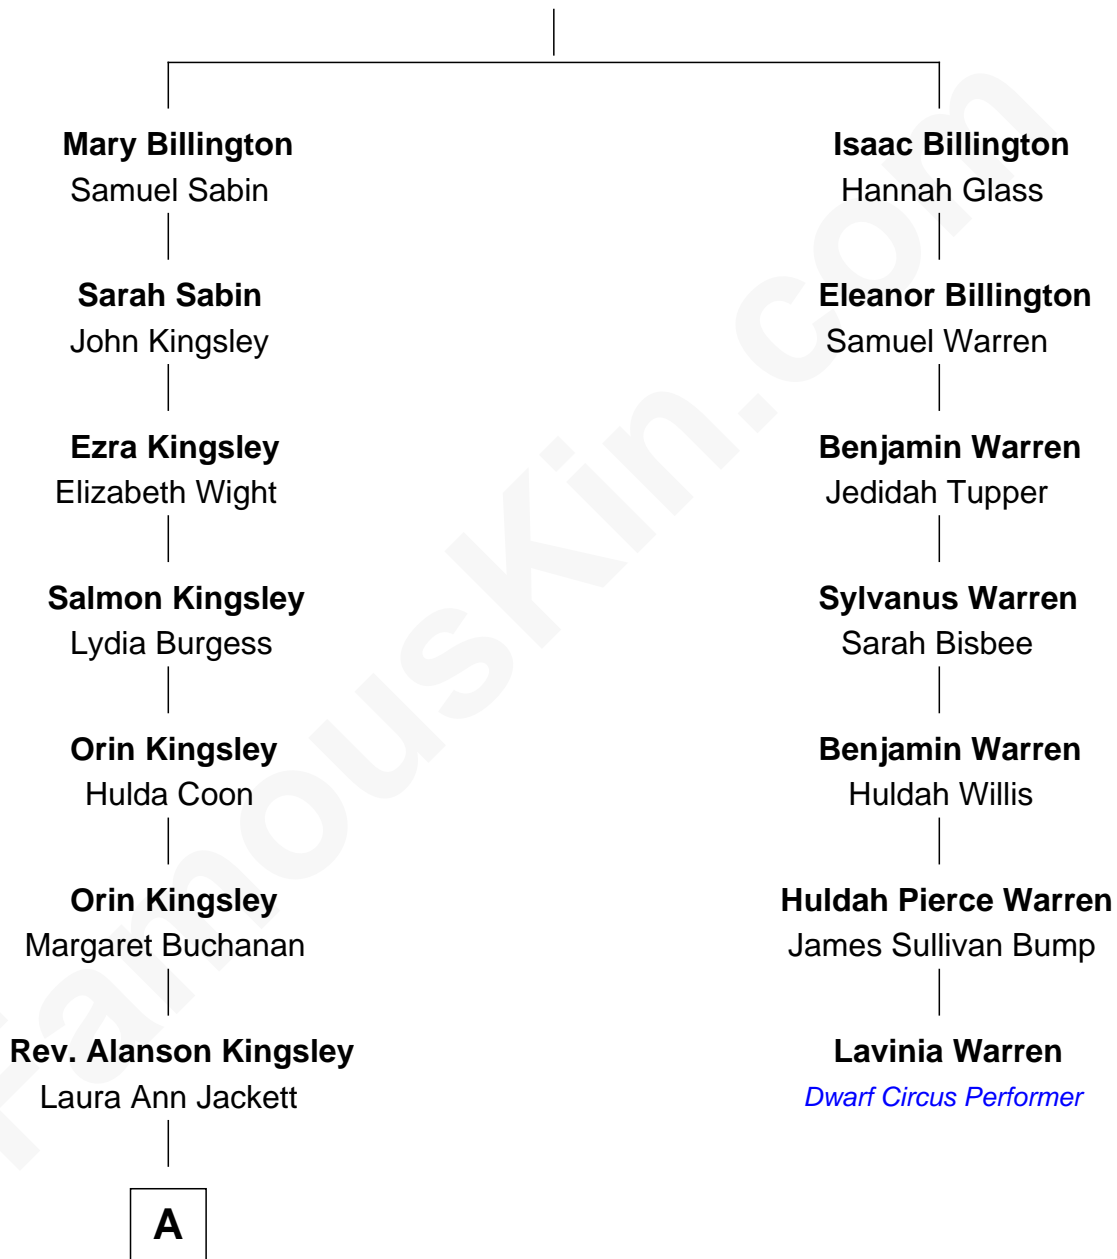 Mary Billington
Samuel Sabin
Sarah Sabin
John Kingsley
Ezra Kingsley
Elizabeth Wight
Salmon Kingsley
Lydia Burgess
Orin Kingsley
Hulda Coon
Orin Kingsley
Margaret Buchanan
Rev. Alanson Kingsley
Laura Ann Jackett
A
Isaac Billington
Hannah Glass
Eleanor Billington
Samuel Warren
Benjamin Warren
Jedidah Tupper
Sylvanus Warren
Sarah Bisbee
Benjamin Warren
Huldah Willis
Huldah Pierce Warren
James Sullivan Bump
Lavinia Warren
Dwarf Circus Performer
FamousKin.com